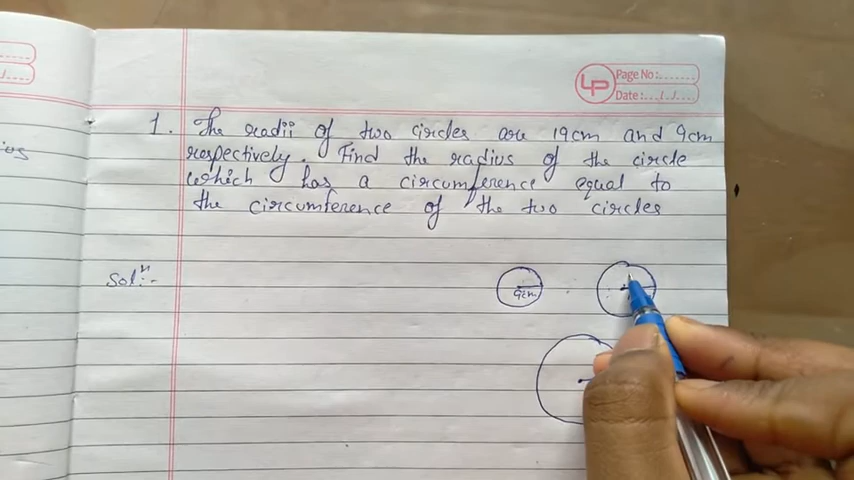 LP
Page No:.......
Date:.../.../....
1. The radii of two circles are 19cm and 9cm
respectively. Find the radius of the circle
which has a circumference equal to
the circumference of the two circles
Solⁿ:-
9cm